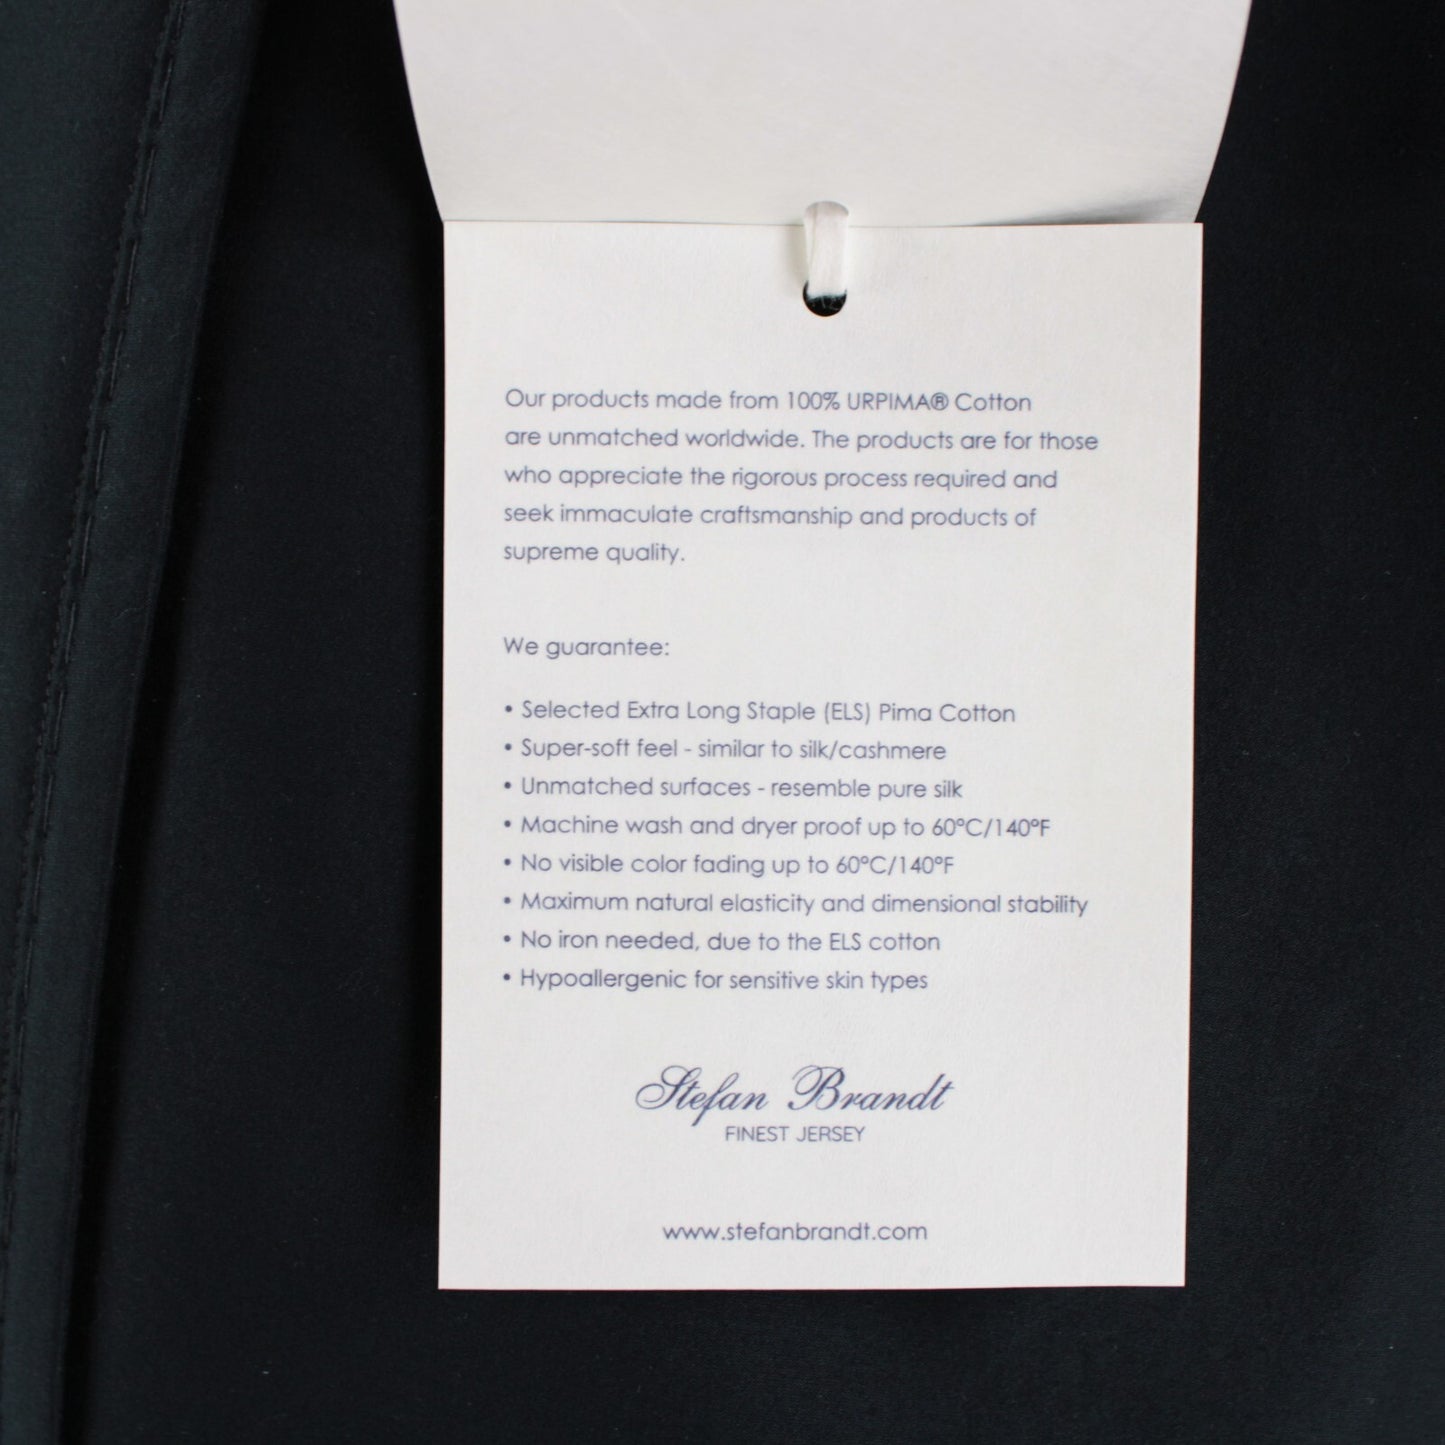 Our products made from 100% URPIMA® Cotton
are unmatched worldwide. The products are for those
who appreciate the rigorous process required and
seek immaculate craftsmanship and products of
supreme quality.
We guarantee:
• Selected Extra Long Staple (ELS) Pima Cotton
• Super-soft feel - similar to silk/cashmere
• Unmatched surfaces - resemble pure silk
• Machine wash and dryer proof up to 60°C/140°F
• No visible color fading up to 60°C/140°F
• Maximum natural elasticity and dimensional stability
• No iron needed, due to the ELS cotton
• Hypoallergenic for sensitive skin types
Stefan Brandt
FINEST JERSEY
www.stefanbrandt.com